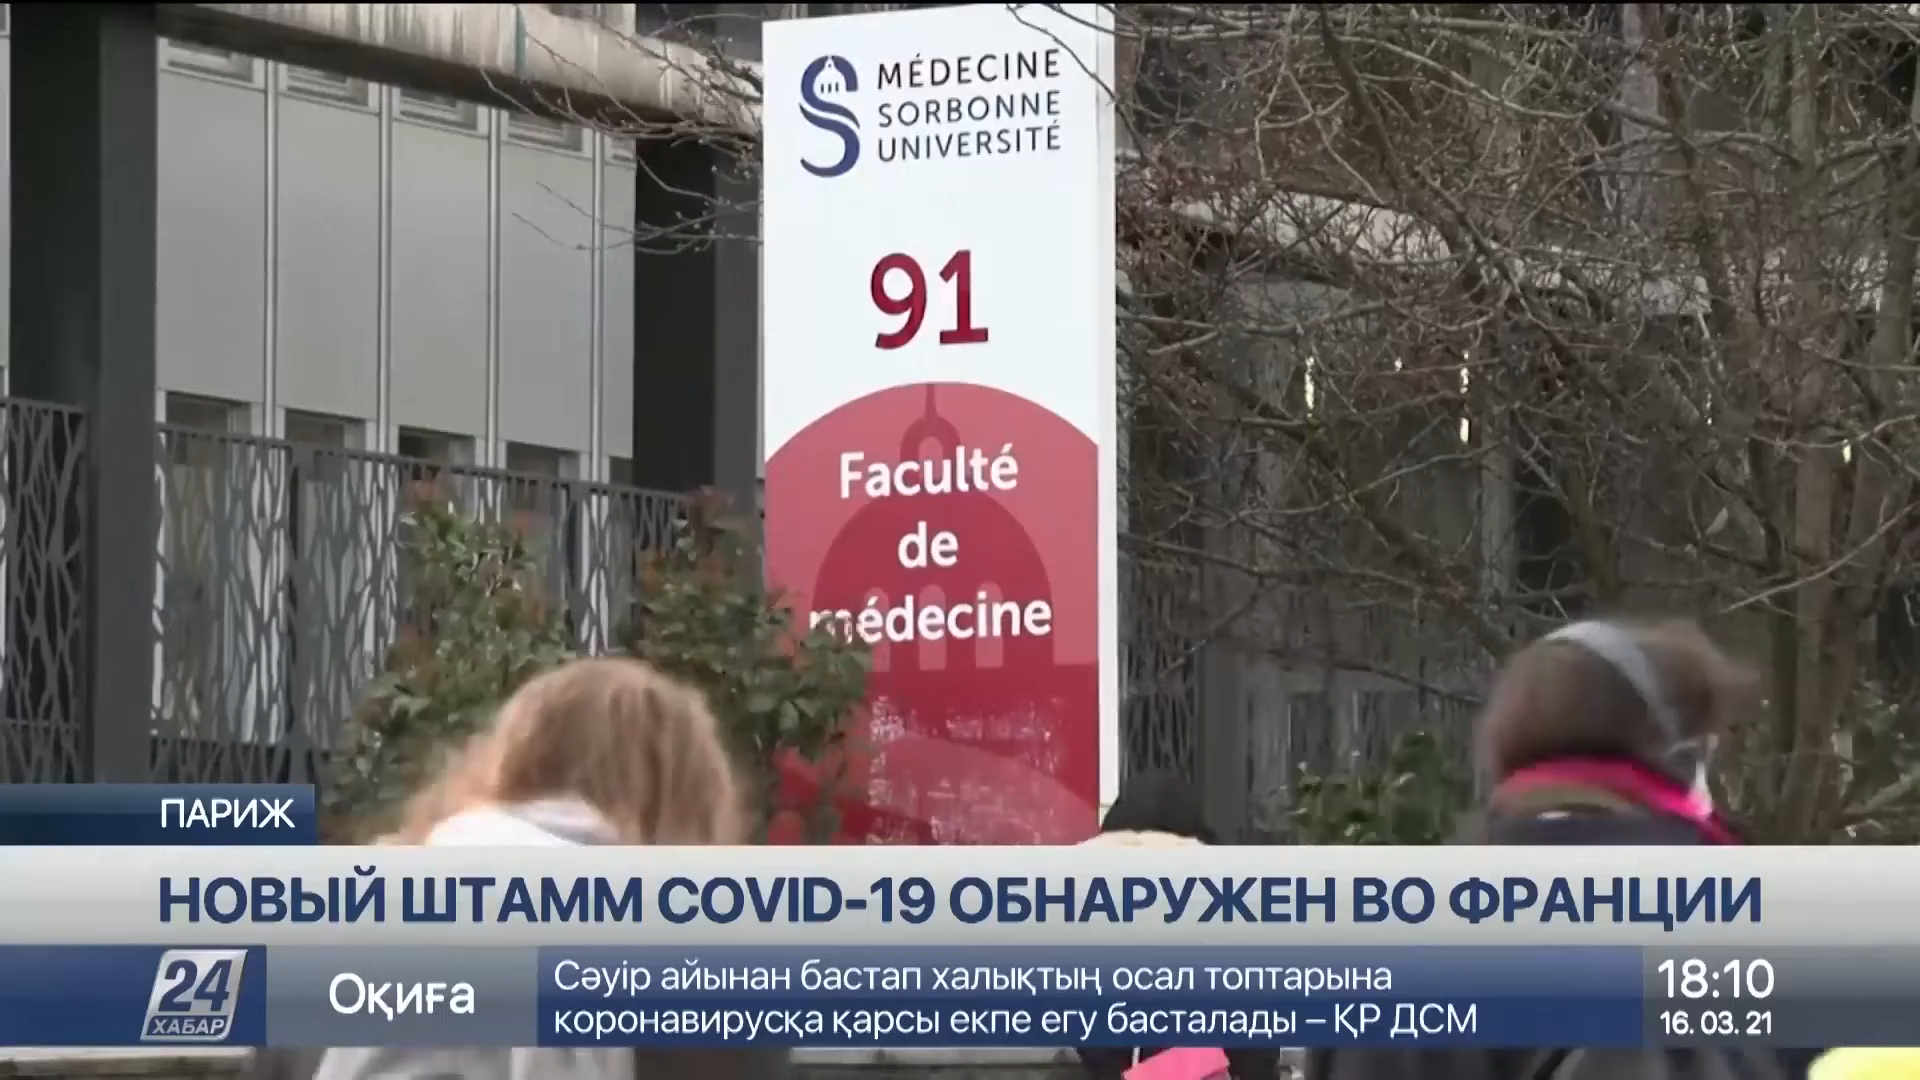 MÉDECINE
SORBONNE
UNIVERSITÉ
91
Faculté
de
médecine
ПАРИЖ
НОВЫЙ ШТАММ COVID-19 ОБНАРУЖЕН ВО ФРАНЦИИ
24
ХАБАР
Оқиға
Сәуір айынан бастап халықтың осал топтарына
коронавирусқа қарсы екпе егу басталады – ҚР ДСМ
18:10
16. 03. 21